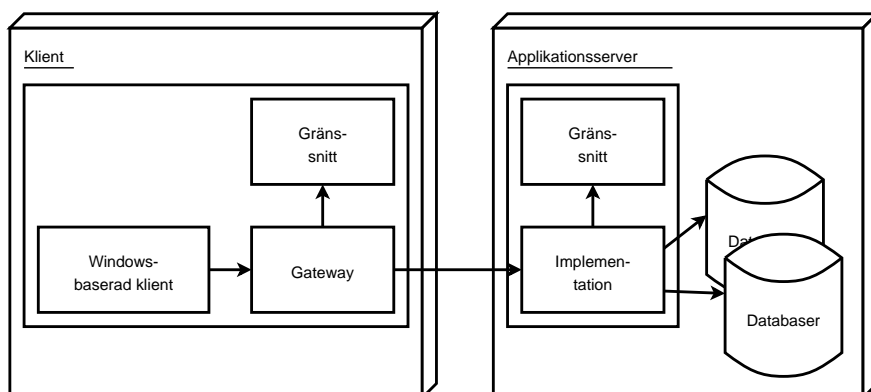 Klient
Applikationsserver
Gräns-
snitt
Gräns-
snitt
Windows-
baserad klient
Gateway
Implemen-
tation
Databaser